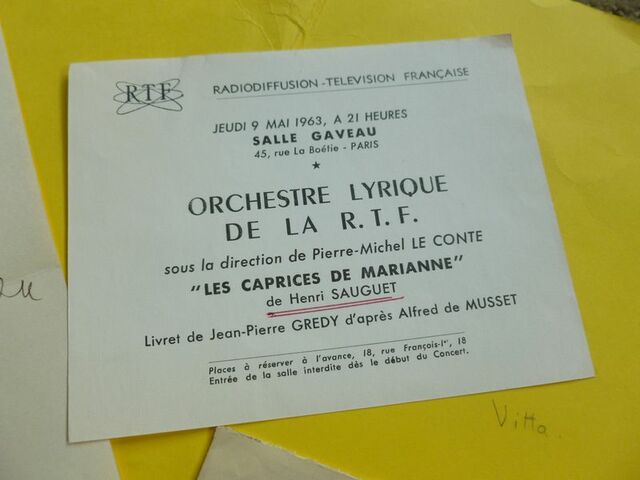 RTF
RADIODIFFUSION-TELEVISION FRANÇAISE
JEUDI 9 MAI 1963, A 21 HEURES
SALLE GAVEAU
45, rue La Boétie - PARIS
★
ORCHESTRE LYRIQUE
DE LA R.T.F.
sous la direction de Pierre-Michel LE CONTE
"LES CAPRICES DE MARIANNE"
de Henri SAUGUET
Livret de Jean-Pierre GREDY d'après Alfred de MUSSET
Places à réserver à l'avance, 18, rue François-Iᵉʳ, 18
Entrée de la salle interdite dès le début du Concert.
Vitta.